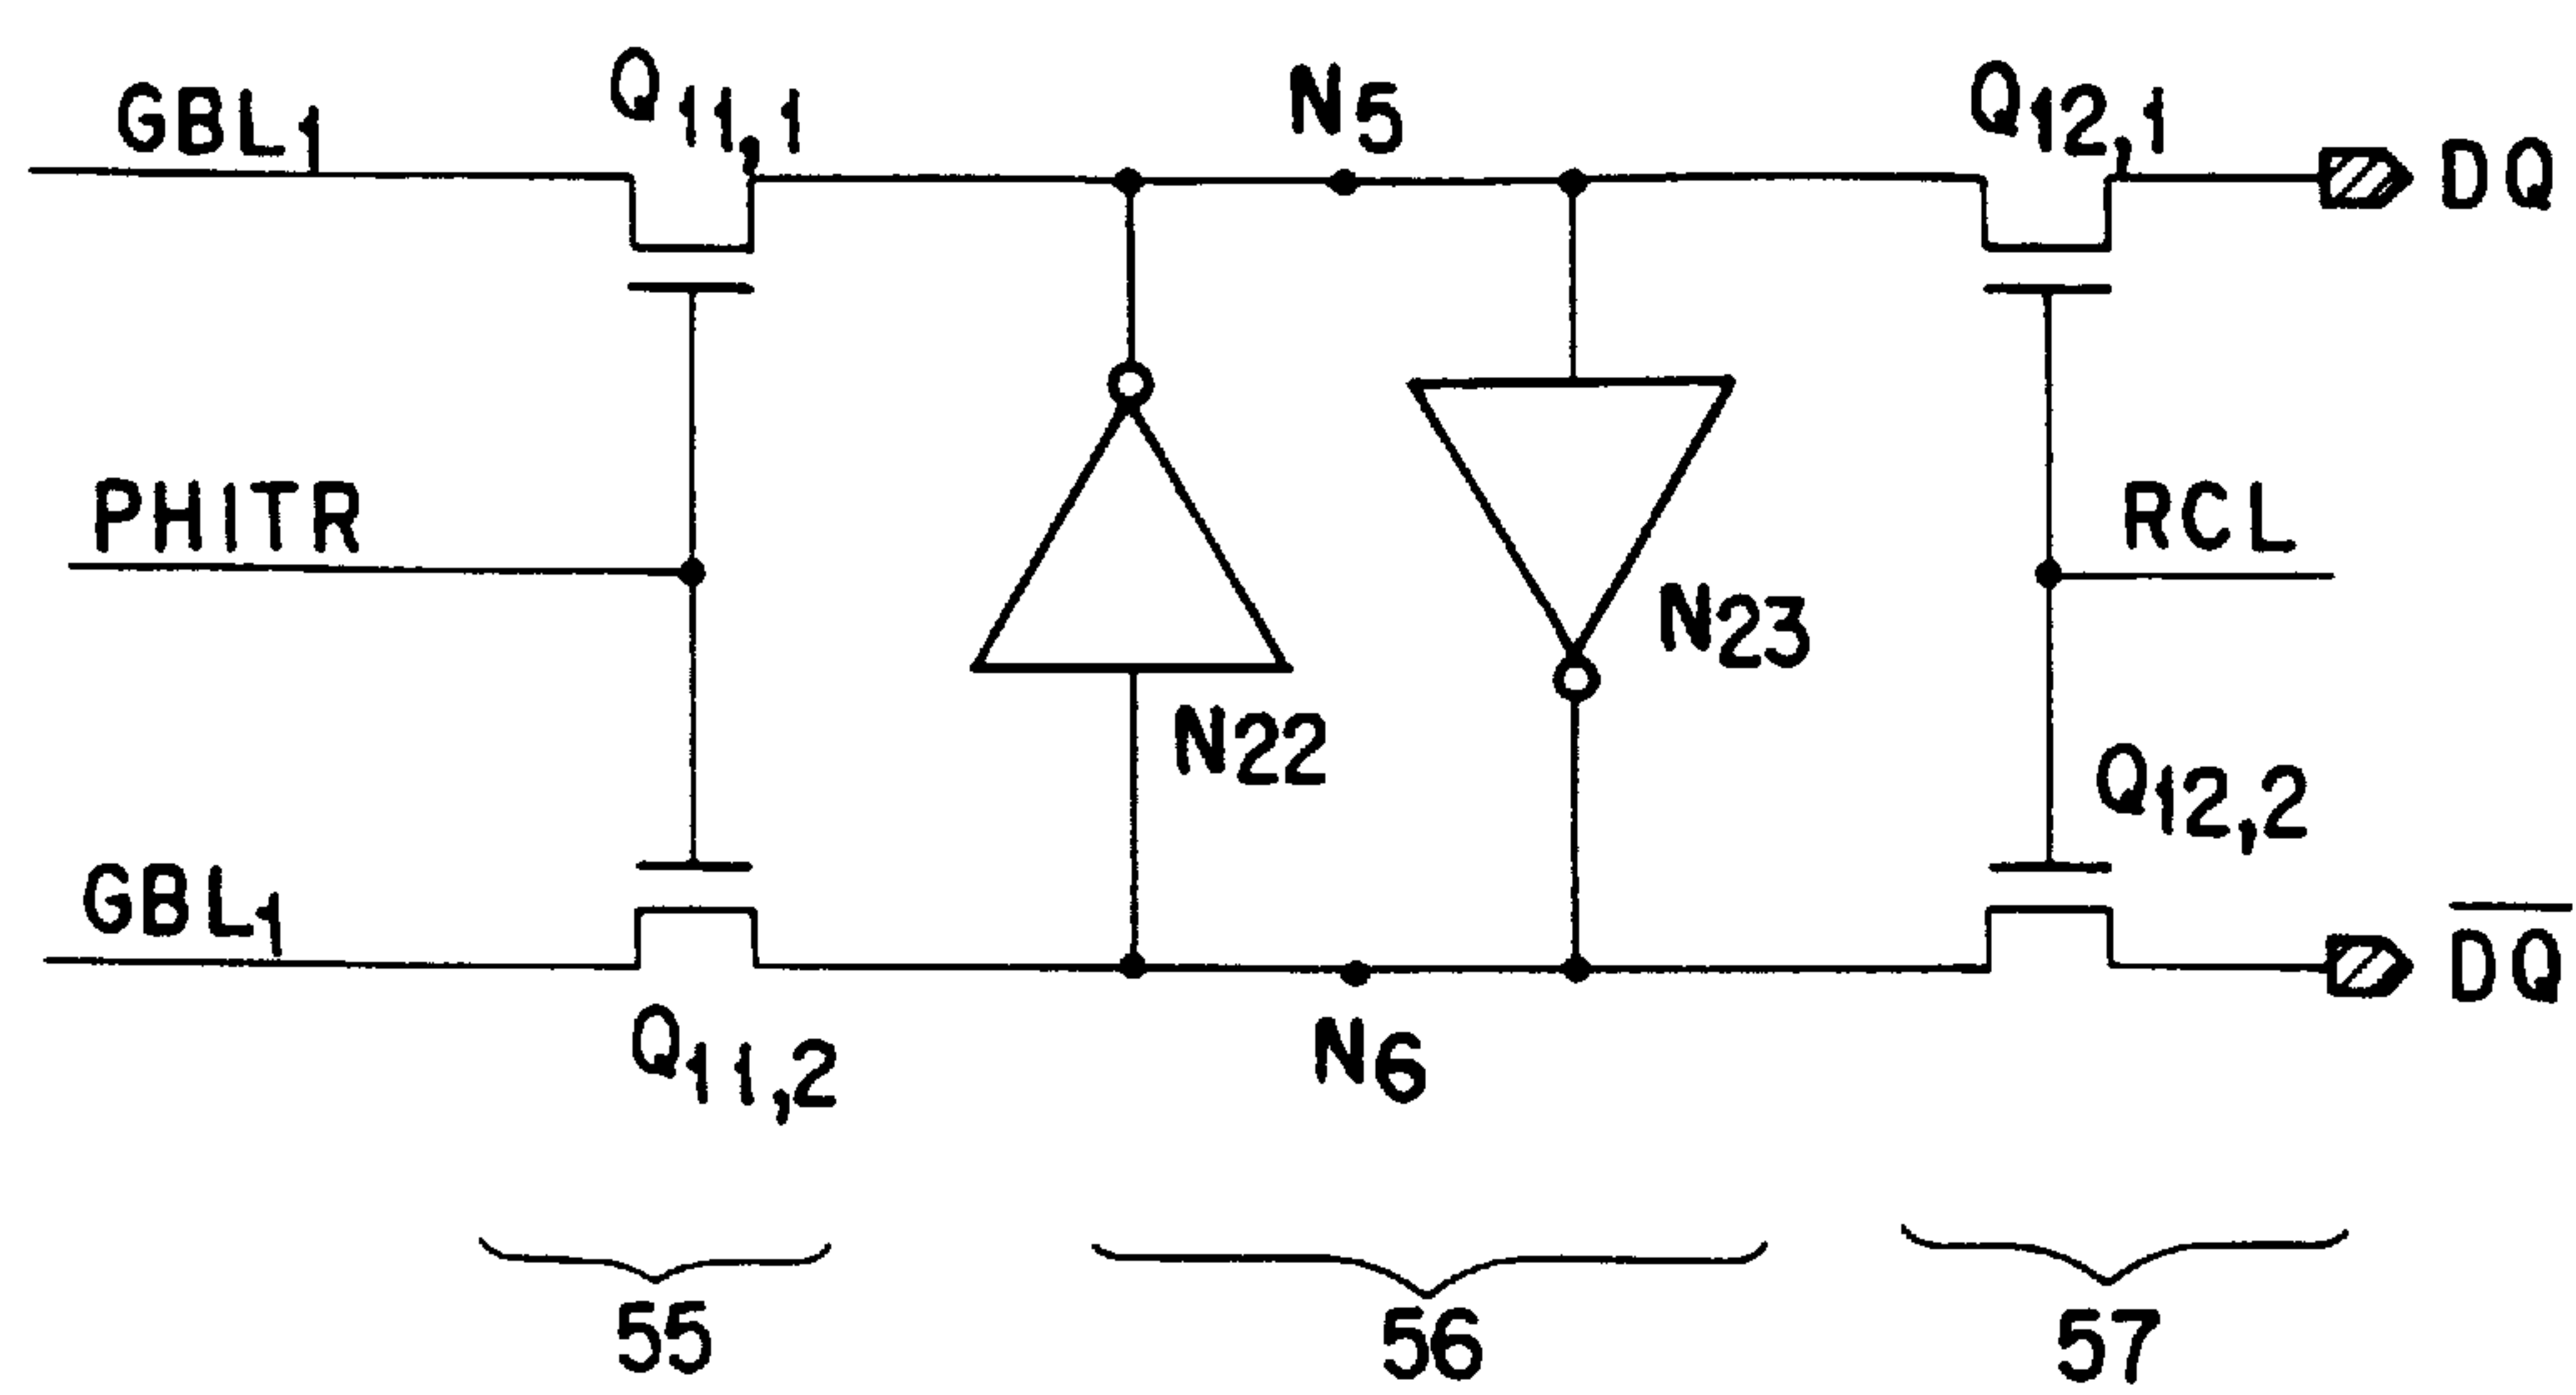 GBL1
Q11,1
N5
Q12,1
DQ
PHITR
RCL
N23
N22
Q12,2
GBL1
D̅Q̅
Q11,2
N6
55
56
57